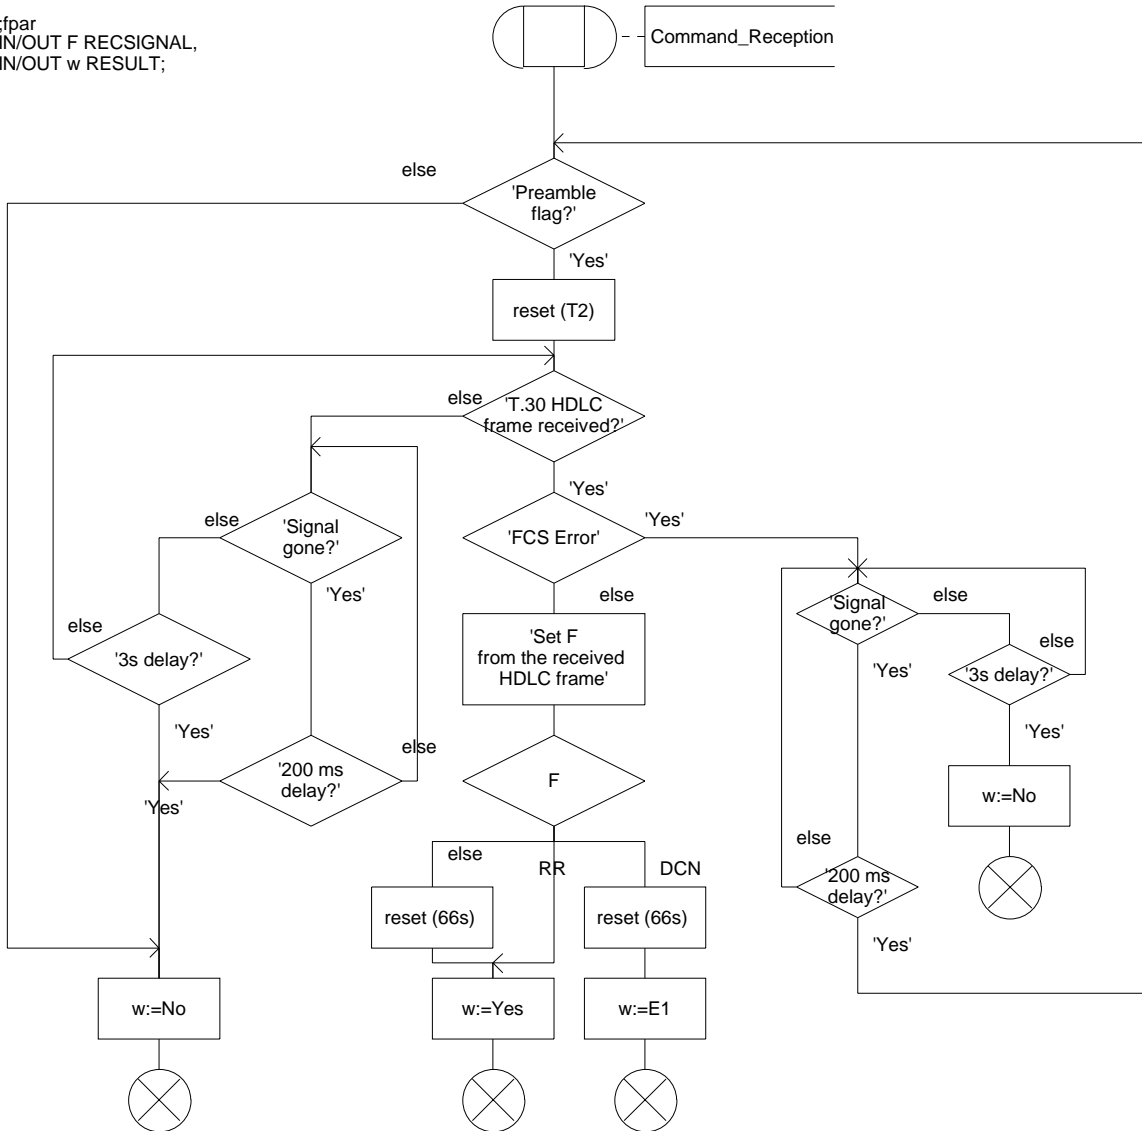 ;fpar
IN/OUT F RECSIGNAL,
IN/OUT w RESULT;
Command_Reception
else
'Preamble
flag?'
'Yes'
reset (T2)
else
'T.30 HDLC
frame received?'
'Yes'
else
'Signal
gone?'
'FCS Error'
'Yes'
'Yes'
else
'Signal
gone?'
else
else
'3s delay?'
'Set F
from the received
HDLC frame'
'Yes'
else
'3s delay?'
'Yes'
'Yes'
else
'200 ms
delay?'
'Yes'
F
w:=No
else
RR
DCN
else
'200 ms
delay?'
reset (66s)
reset (66s)
'Yes'
w:=No
w:=Yes
w:=E1